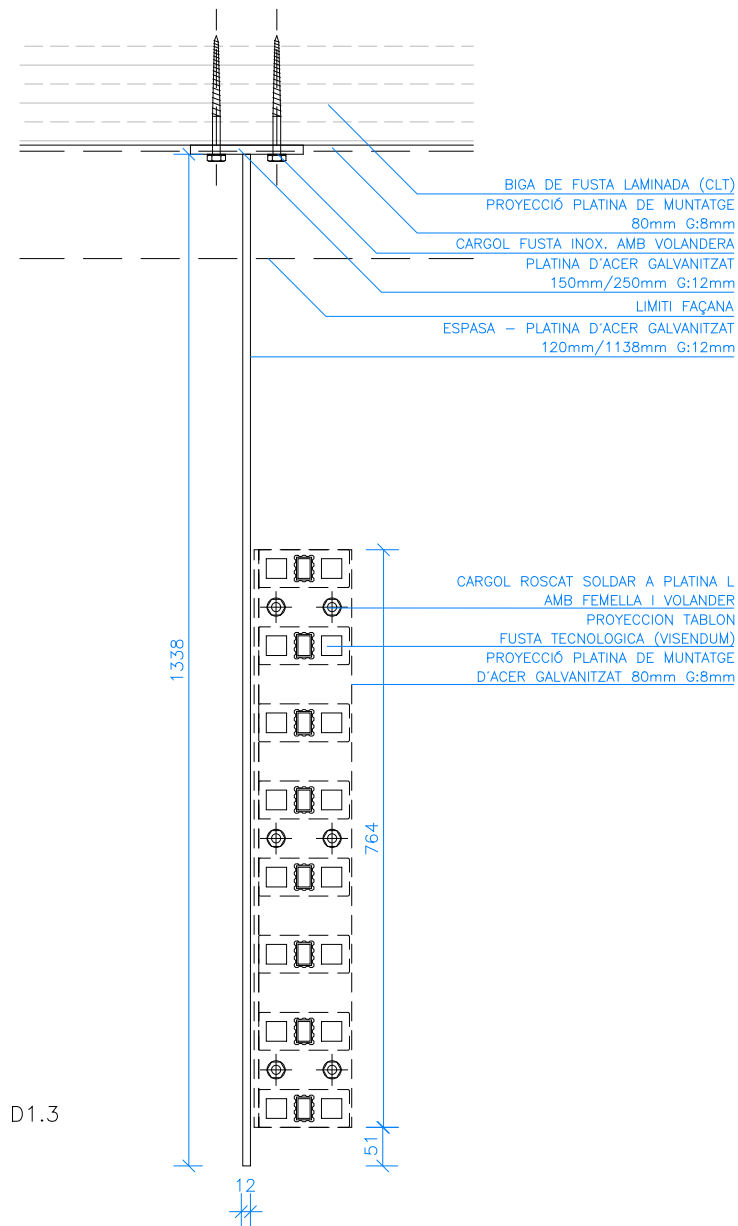 BIGA DE FUSTA LAMINADA (CLT)
PROYECCIÓ PLATINA DE MUNTATGE
80mm G:8mm
CARGOL FUSTA INOX. AMB VOLANDERA
PLATINA D'ACER GALVANITZAT
150mm/250mm G:12mm
LIMITI FAÇANA
ESPASA – PLATINA D'ACER GALVANITZAT
120mm/1138mm G:12mm
CARGOL ROSCAT SOLDAR A PLATINA L
AMB FEMELLA I VOLANDER
PROYECCION TABLON
FUSTA TECNOLOGICA (VISENDUM)
PROYECCIÓ PLATINA DE MUNTATGE
D'ACER GALVANITZAT 80mm G:8mm
1338
764
D1.3
51
12